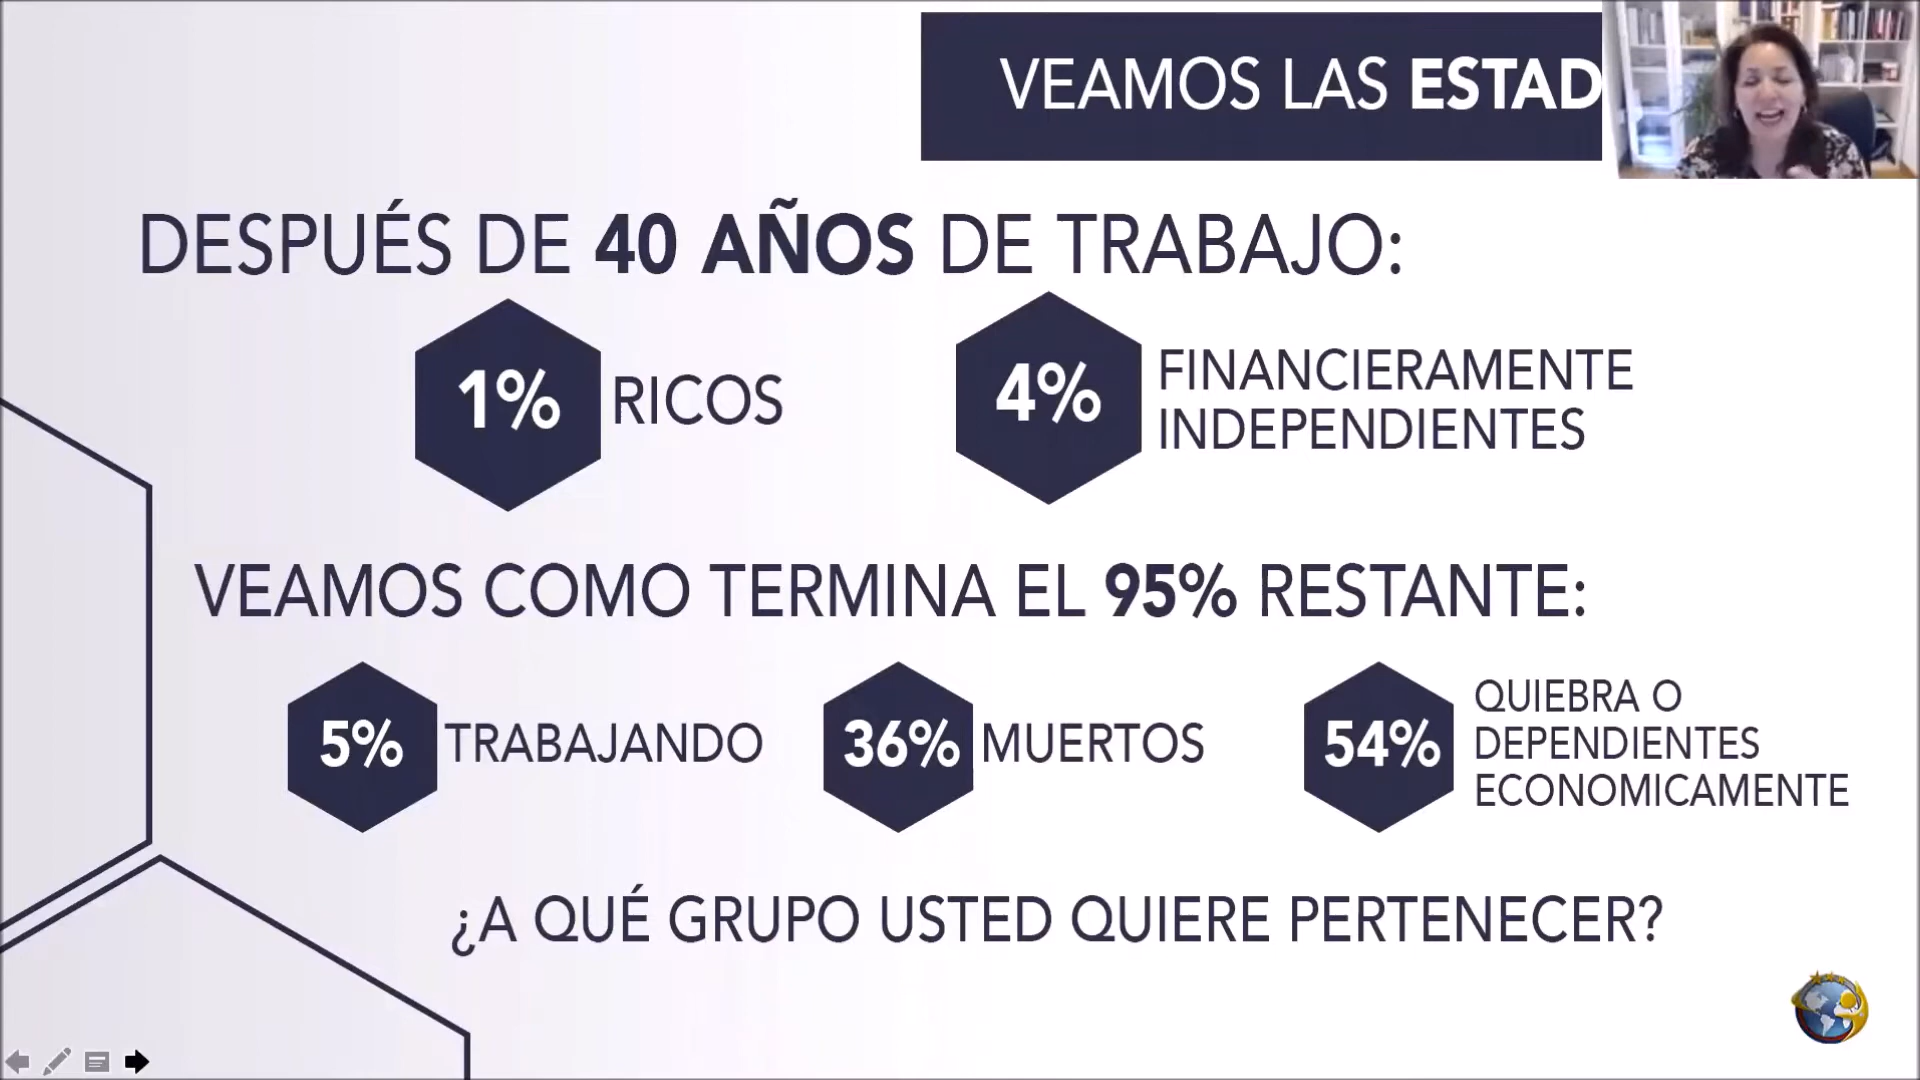 VEAMOS LAS ESTAD
DESPUÉS DE 40 AÑOS DE TRABAJO:
1% RICOS
4% FINANCIERAMENTE
INDEPENDIENTES
VEAMOS COMO TERMINA EL 95% RESTANTE:
5% TRABAJANDO
36% MUERTOS
54% QUIEBRA O
DEPENDIENTES
ECONOMICAMENTE
¿A QUÉ GRUPO USTED QUIERE PERTENECER?